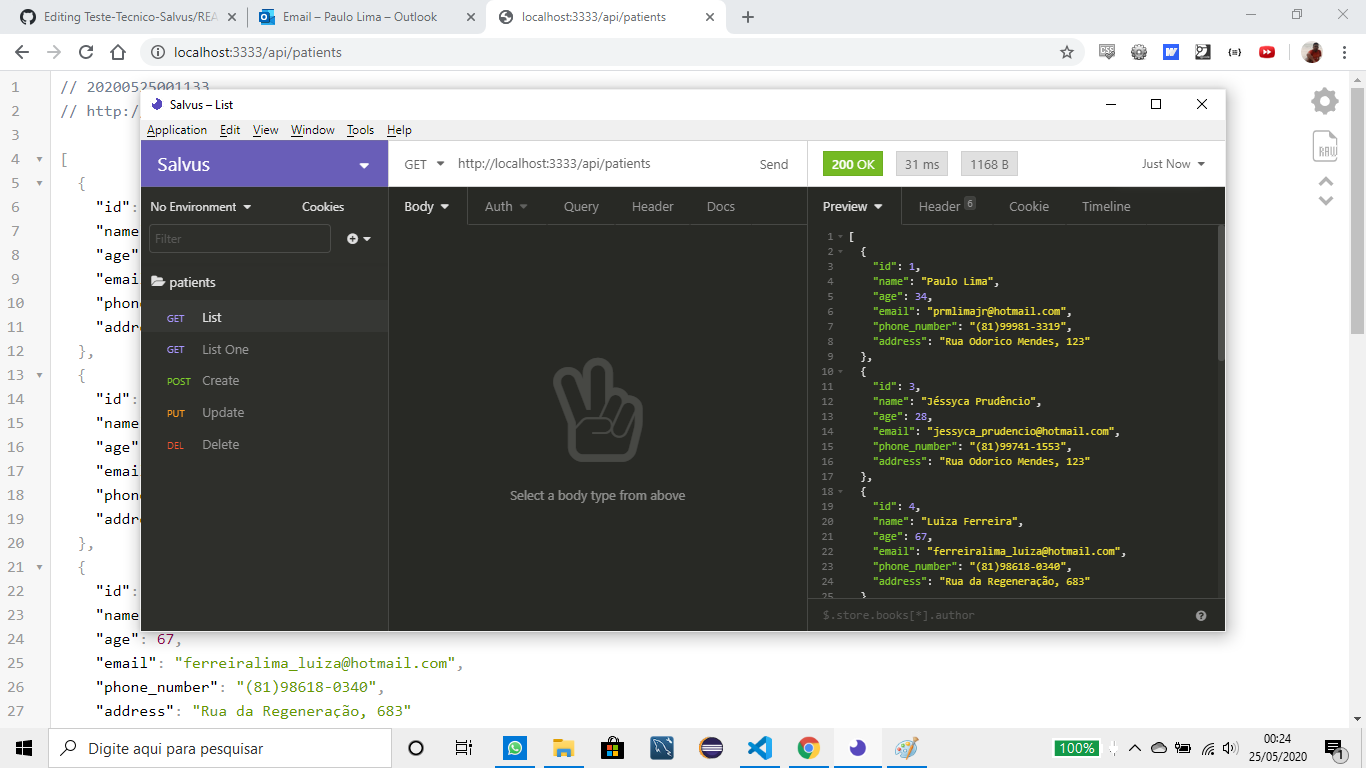 Editing Teste-Tecnico-Salvus/REA
Email – Paulo Lima – Outlook
localhost:3333/api/patients
localhost:3333/api/patients
1 // 20200525001133
2 // http:/
3
4 [
5 {
6 "id":
7 "name
8 "age"
9 "emai
10 "phon
11 "addr
12 },
13 {
14 "id":
15 "name
16 "age"
17 "emai
18 "phon
19 "addr
20 },
21 {
22 "id":
23 "name
24 "age": 67,
25 "email": "ferreiralima_luiza@hotmail.com",
26 "phone_number": "(81)98618-0340",
27 "address": "Rua da Regeneração, 683"
RAW
Salvus – List
Application Edit View Window Tools Help
Salvus
GET http://localhost:3333/api/patients Send
200 OK 31 ms 1168 B Just Now
No Environment Cookies
Filter
patients
GET List
GET List One
POST Create
PUT Update
DEL Delete
Body Auth Query Header Docs
Select a body type from above
Preview Header 6 Cookie Timeline
1 [
2 {
3 "id": 1,
4 "name": "Paulo Lima",
5 "age": 34,
6 "email": "prmlimajr@hotmail.com",
7 "phone_number": "(81)99981-3319",
8 "address": "Rua Odorico Mendes, 123"
9 },
10 {
11 "id": 3,
12 "name": "Jéssyca Prudêncio",
13 "age": 28,
14 "email": "jessyca_prudencio@hotmail.com",
15 "phone_number": "(81)99741-1553",
16 "address": "Rua Odorico Mendes, 123"
17 },
18 {
19 "id": 4,
20 "name": "Luiza Ferreira",
21 "age": 67,
22 "email": "ferreiralima_luiza@hotmail.com",
23 "phone_number": "(81)98618-0340",
24 "address": "Rua da Regeneração, 683"
25 }
$.store.books[*].author
Digite aqui para pesquisar
100%
00:24
25/05/2020
1